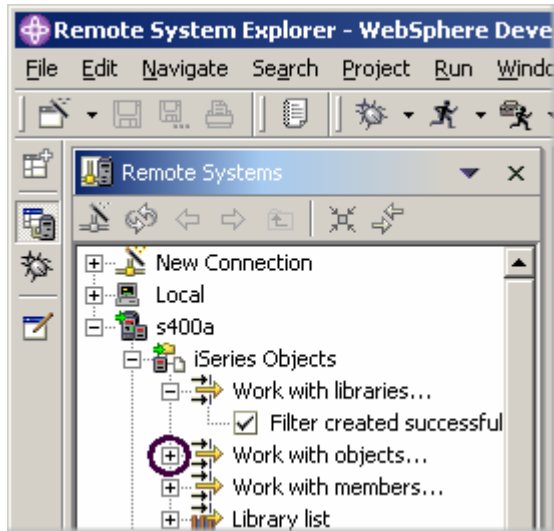 Remote System Explorer - WebSphere Deve
File Edit Navigate Search Project Run Windo
Remote Systems
New Connection
Local
s400a
iSeries Objects
Work with libraries...
Filter created successful
Work with objects...
Work with members...
Library list